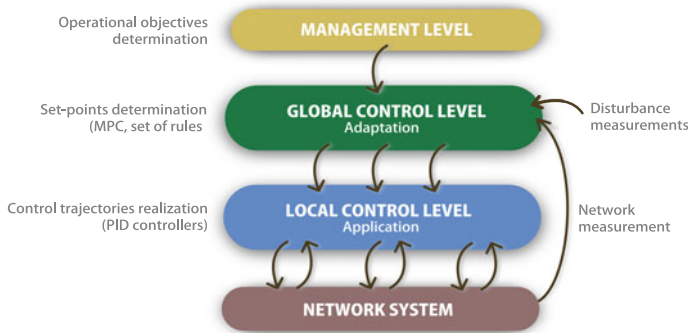 Operational objectives
determination
MANAGEMENT LEVEL
Set-points determination
(MPC, set of rules
GLOBAL CONTROL LEVEL
Adaptation
Disturbance
measurements
Control trajectories realization
(PID controllers)
LOCAL CONTROL LEVEL
Application
Network
measurement
NETWORK SYSTEM